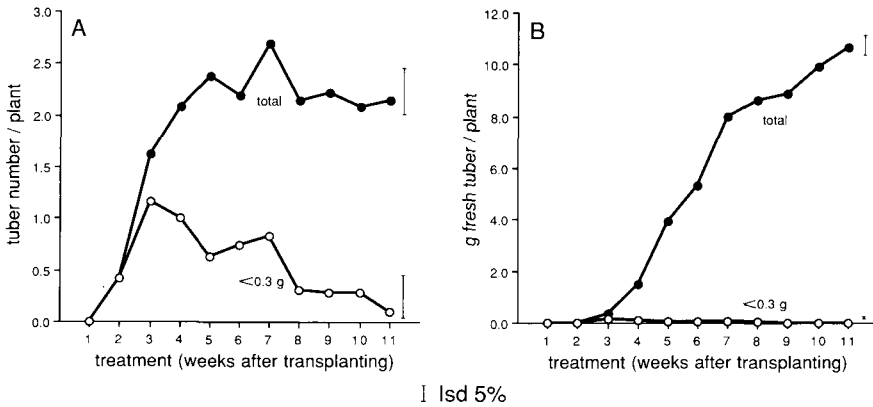 A
tuber number / plant
3.0
2.5
2.0
1.5
1.0
0.5
0.0
total
<0.3 g
1 2 3 4 5 6 7 8 9 10 11
treatment (weeks after transplanting)
B
g fresh tuber / plant
12.0
10.0
8.0
6.0
4.0
2.0
0.0
total
<0.3 g
*
1 2 3 4 5 6 7 8 9 10 11
treatment (weeks after transplanting)
I lsd 5%